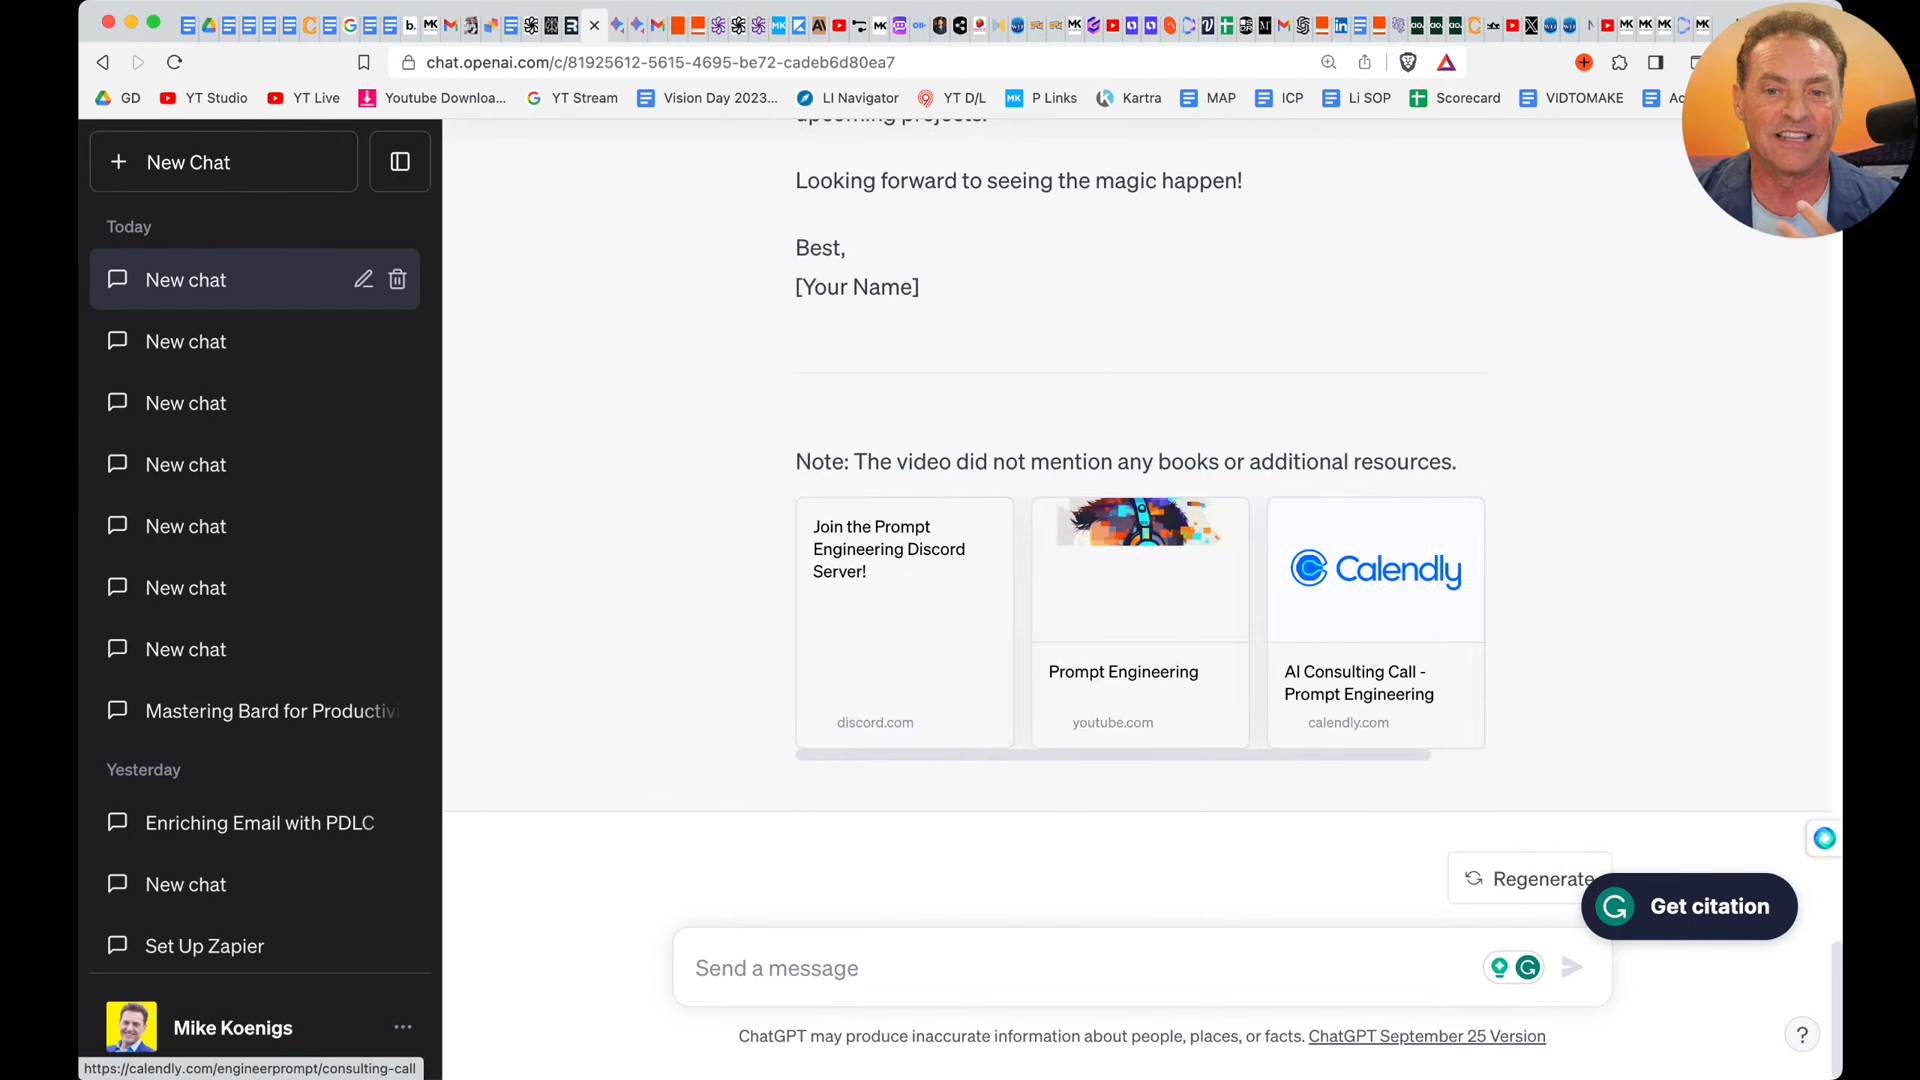 chat.openai.com/c/81925612-5615-4695-be72-cadeb6d80ea7
GD
YT Studio
YT Live
Youtube Downloa...
YT Stream
Vision Day 2023...
LI Navigator
YT D/L
P Links
Kartra
MAP
ICP
Li SOP
Scorecard
VIDTOMAKE
New Chat
Today
New chat
New chat
New chat
New chat
New chat
New chat
New chat
Mastering Bard for Productivi
Yesterday
Enriching Email with PDLC
New chat
Set Up Zapier
Mike Koenigs
https://calendly.com/engineerprompt/consulting-call
upcoming projects.
Looking forward to seeing the magic happen!
Best,
[Your Name]
Note: The video did not mention any books or additional resources.
Join the Prompt
Engineering Discord
Server!
discord.com
Prompt Engineering
youtube.com
Calendly
AI Consulting Call -
Prompt Engineering
calendly.com
Regenerate
Get citation
Send a message
ChatGPT may produce inaccurate information about people, places, or facts. ChatGPT September 25 Version
?